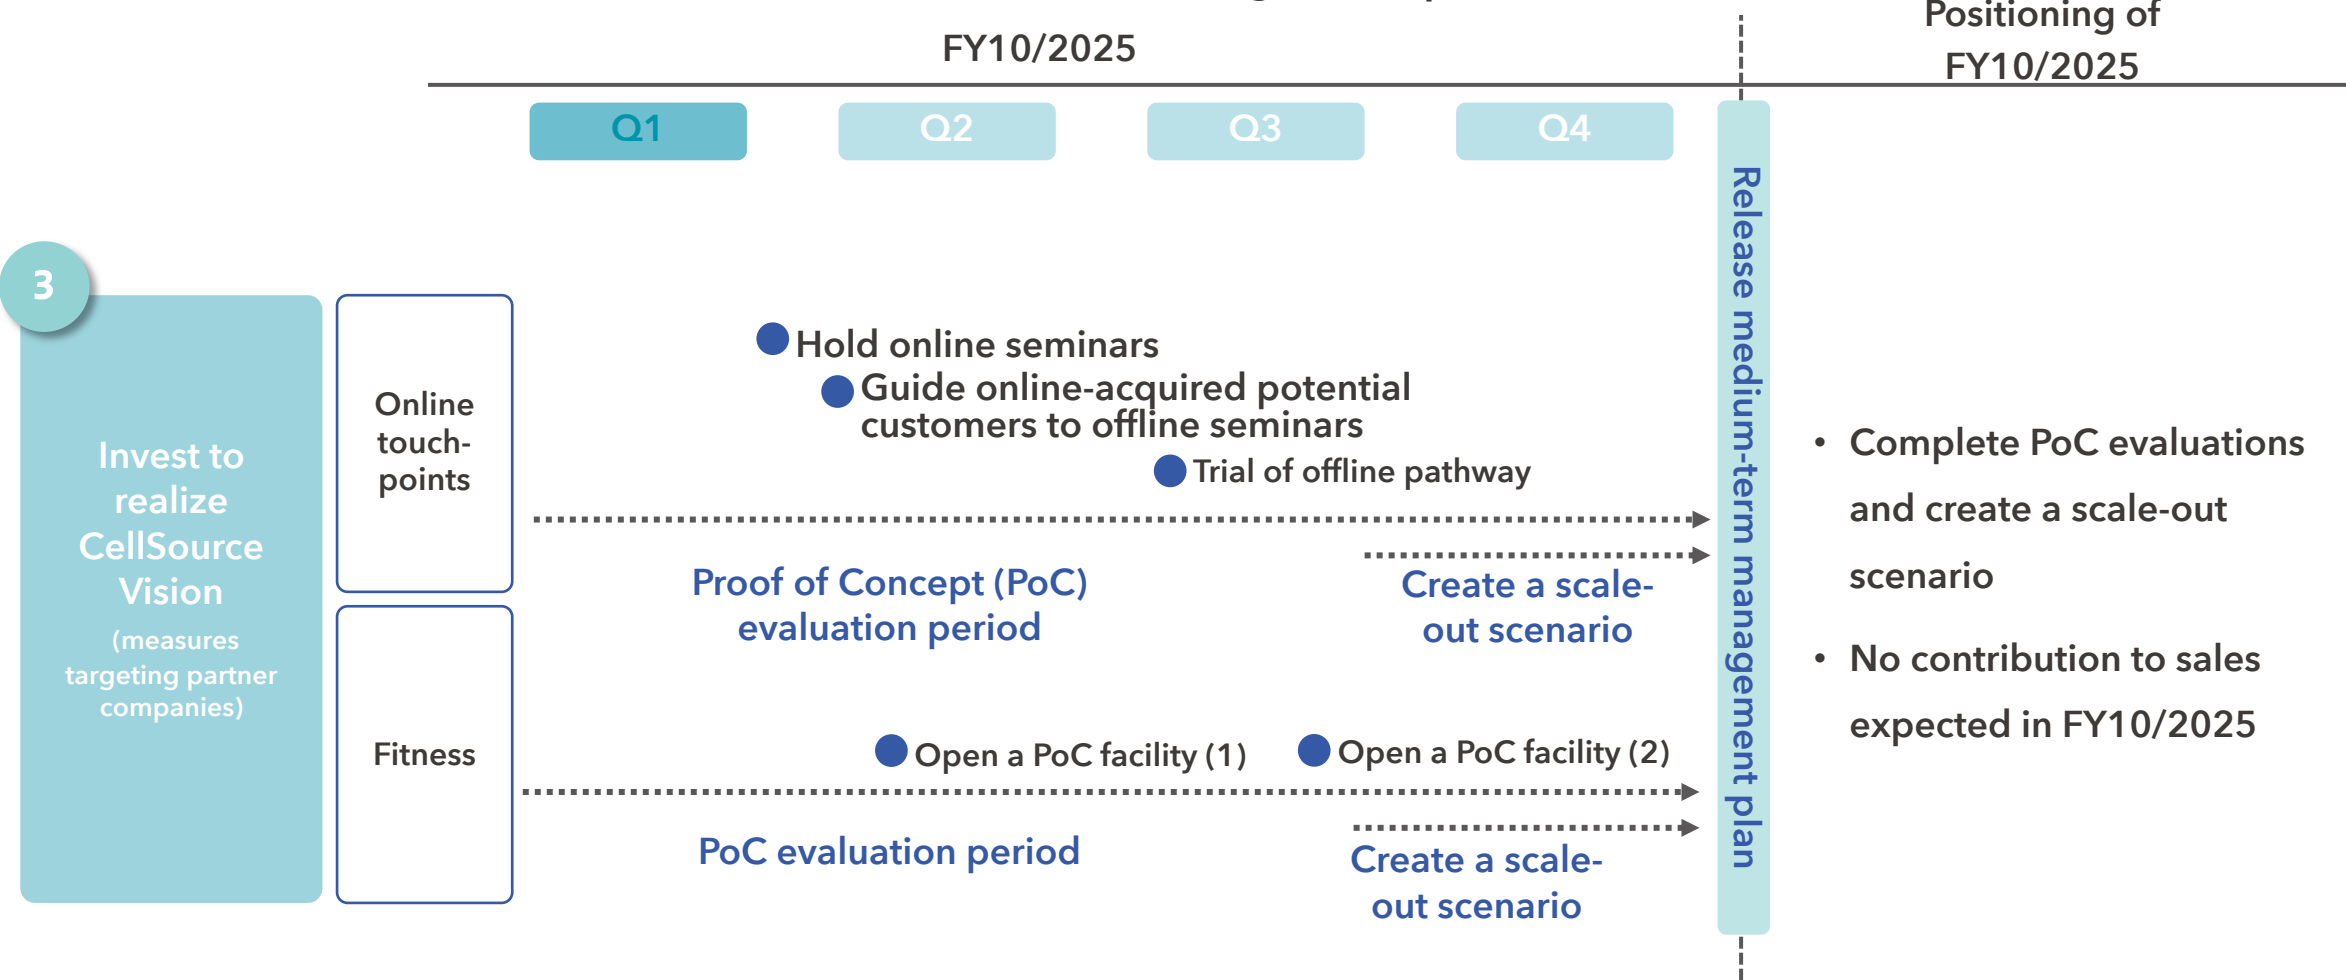 FY10/2025
Positioning of
FY10/2025
Q1
Q2
Q3
Q4
Release medium-term management plan
3
Invest to
realize
CellSource
Vision
(measures
targeting partner
companies)
Online
touch-
points
Hold online seminars
Guide online-acquired potential
customers to offline seminars
Trial of offline pathway
Proof of Concept (PoC)
evaluation period
Create a scale-
out scenario
Fitness
Open a PoC facility (1)
Open a PoC facility (2)
PoC evaluation period
Create a scale-
out scenario
• Complete PoC evaluations
and create a scale-out
scenario
• No contribution to sales
expected in FY10/2025